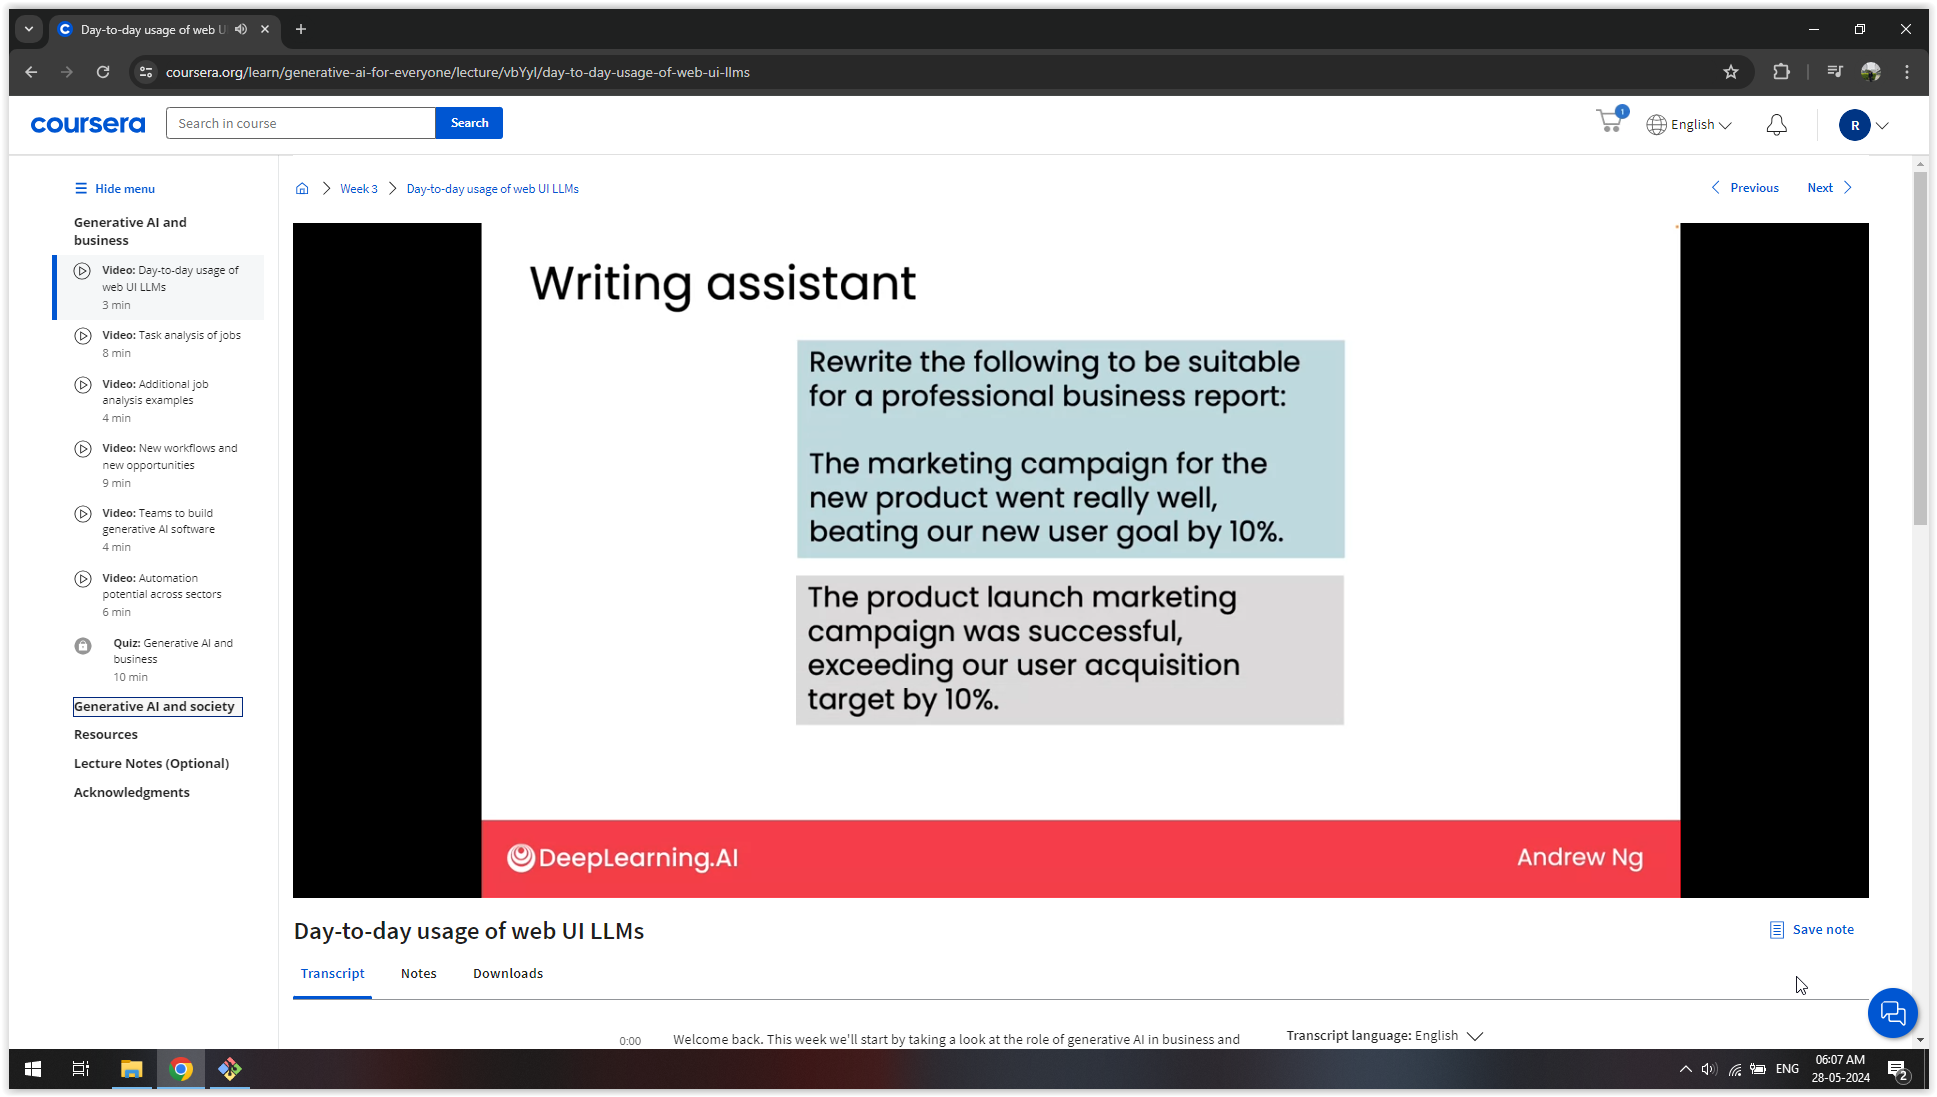 Day-to-day usage of web U
coursera.org/learn/generative-ai-for-everyone/lecture/vbYyl/day-to-day-usage-of-web-ui-llms
coursera
Search in course
Search
1
English
R
Hide menu
Week 3
Day-to-day usage of web UI LLMs
Previous
Next
Generative AI and
business
Video: Day-to-day usage of
web UI LLMs
3 min
Video: Task analysis of jobs
8 min
Video: Additional job
analysis examples
4 min
Video: New workflows and
new opportunities
9 min
Video: Teams to build
generative AI software
4 min
Video: Automation
potential across sectors
6 min
Quiz: Generative AI and
business
10 min
Generative AI and society
Resources
Lecture Notes (Optional)
Acknowledgments
Writing assistant
Rewrite the following to be suitable
for a professional business report:
The marketing campaign for the
new product went really well,
beating our new user goal by 10%.
The product launch marketing
campaign was successful,
exceeding our user acquisition
target by 10%.
DeepLearning.AI
Andrew Ng
Day-to-day usage of web UI LLMs
Save note
Transcript
Notes
Downloads
0:00
Welcome back. This week we'll start by taking a look at the role of generative AI in business and
Transcript language: English
ENG
06:07 AM
28-05-2024
2